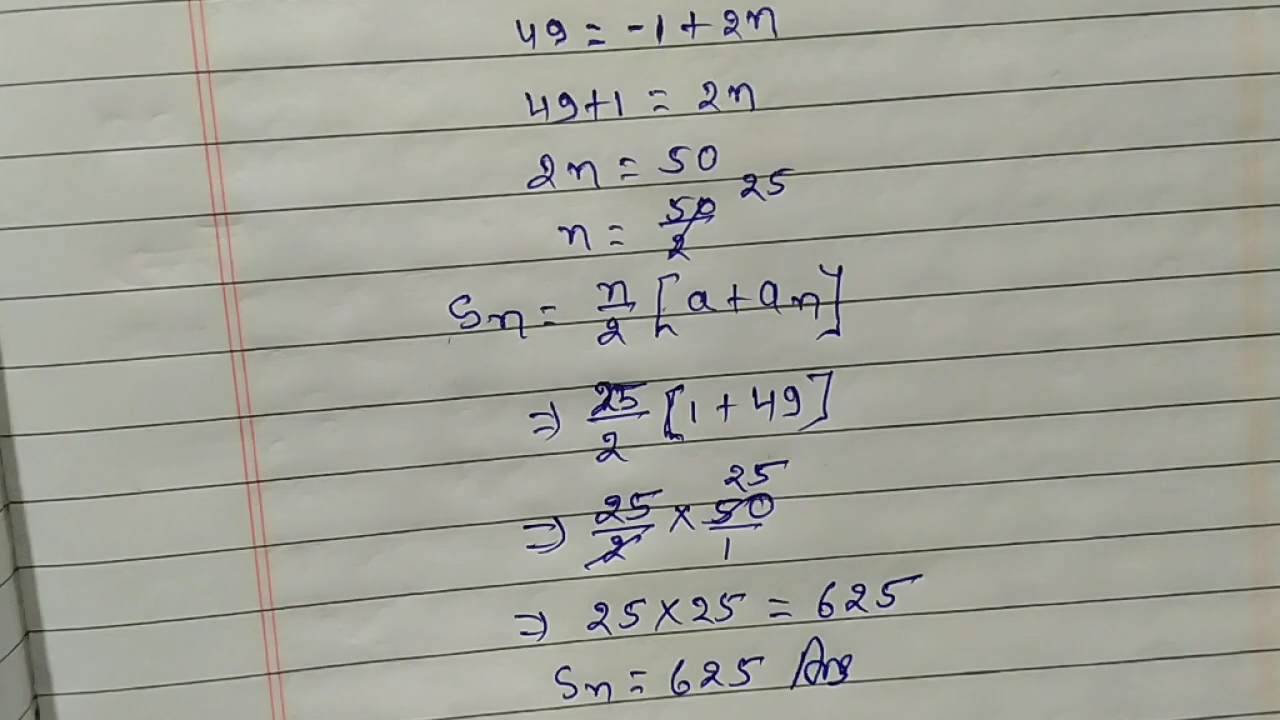 49 = -1 + 2n
49+1 = 2n
2n = 50
n = 50/2 25
Sn = n/2 [a + an]
⇒ 25/2 [1 + 49]
⇒ 25/2 × 50/1 25
⇒ 25×25 = 625
Sn = 625 Ans